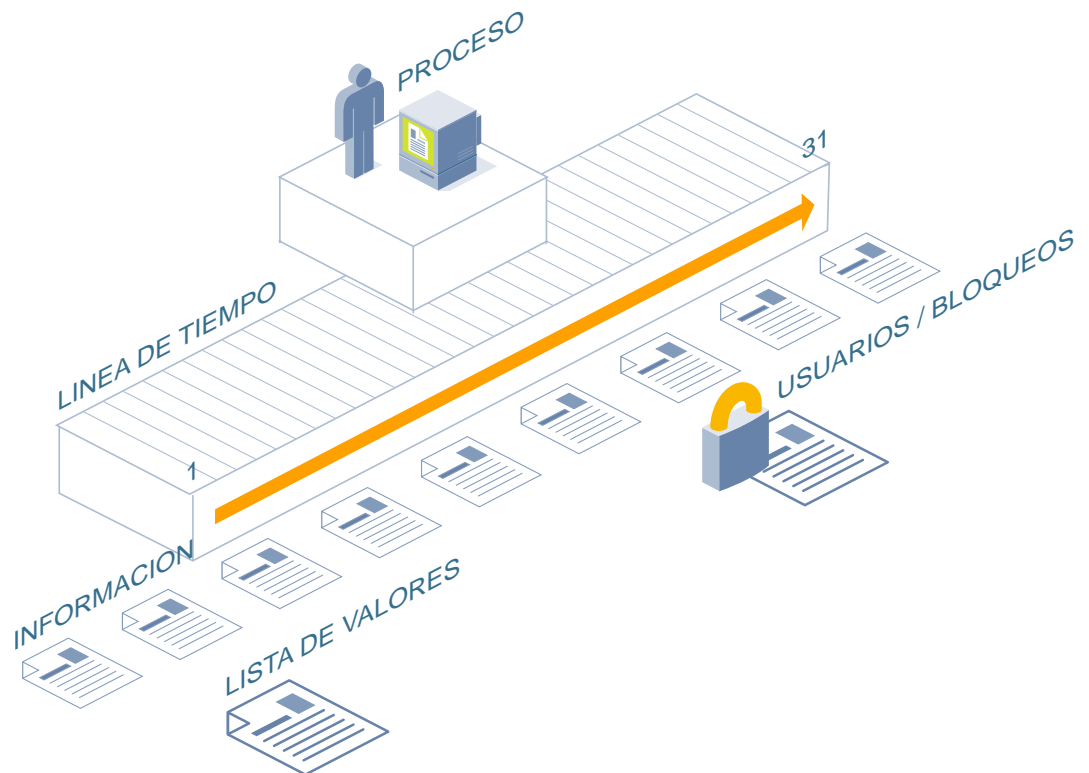 PROCESO
31
LINEA DE TIEMPO
USUARIOS / BLOQUEOS
1
INFORMACION
LISTA DE VALORES